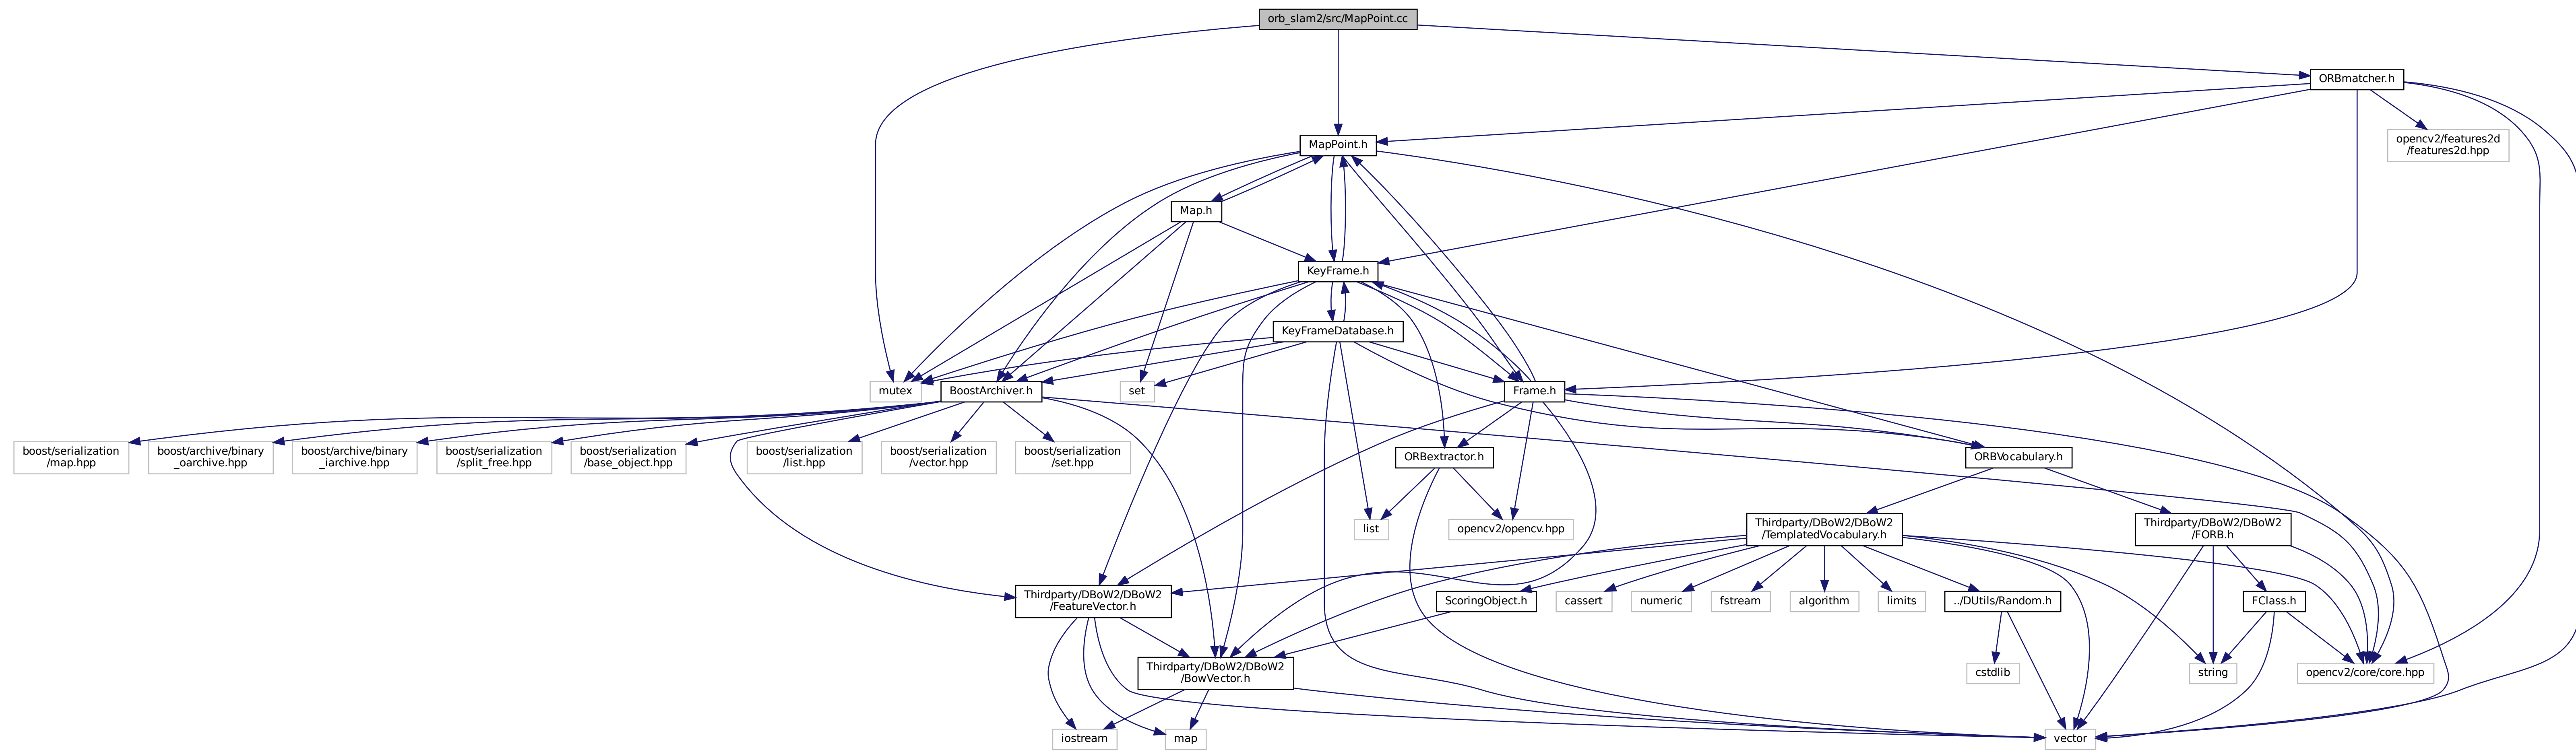 orb_slam2/src/MapPoint.cc
ORBmatcher.h
MapPoint.h
opencv2/features2d
/features2d.hpp
Map.h
KeyFrame.h
KeyFrameDatabase.h
mutex
BoostArchiver.h
set
Frame.h
boost/serialization
/map.hpp
boost/archive/binary
_oarchive.hpp
boost/archive/binary
_iarchive.hpp
boost/serialization
/split_free.hpp
boost/serialization
/base_object.hpp
boost/serialization
/list.hpp
boost/serialization
/vector.hpp
boost/serialization
/set.hpp
ORBextractor.h
ORBVocabulary.h
list
opencv2/opencv.hpp
Thirdparty/DBoW2/DBoW2
/TemplatedVocabulary.h
Thirdparty/DBoW2/DBoW2
/FORB.h
Thirdparty/DBoW2/DBoW2
/FeatureVector.h
ScoringObject.h
cassert
numeric
fstream
algorithm
limits
../DUtils/Random.h
FClass.h
Thirdparty/DBoW2/DBoW2
/BowVector.h
cstdlib
string
opencv2/core/core.hpp
iostream
map
vector